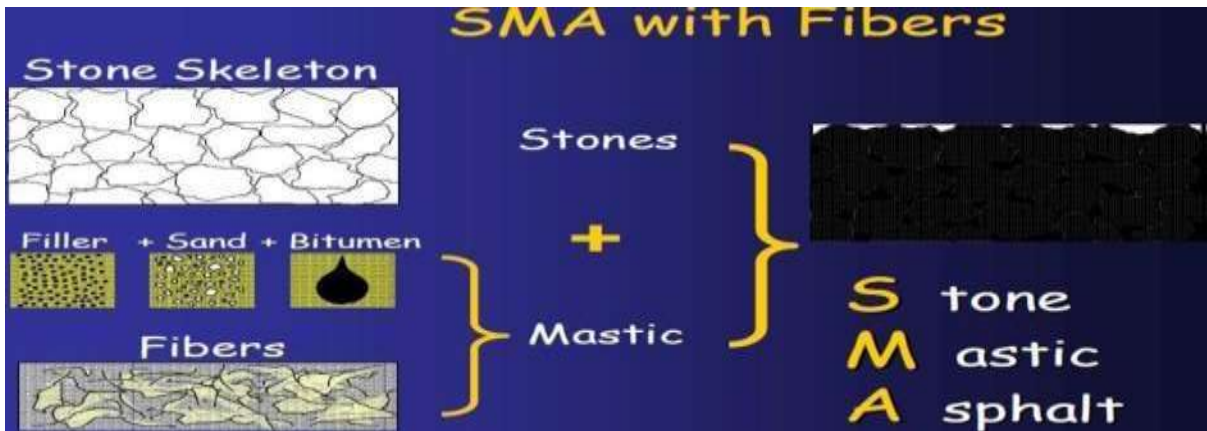 SMA with Fibers
Stone Skeleton
Stones
+
Filler + Sand + Bitumen
Mastic
Fibers
S tone
M astic
A sphalt